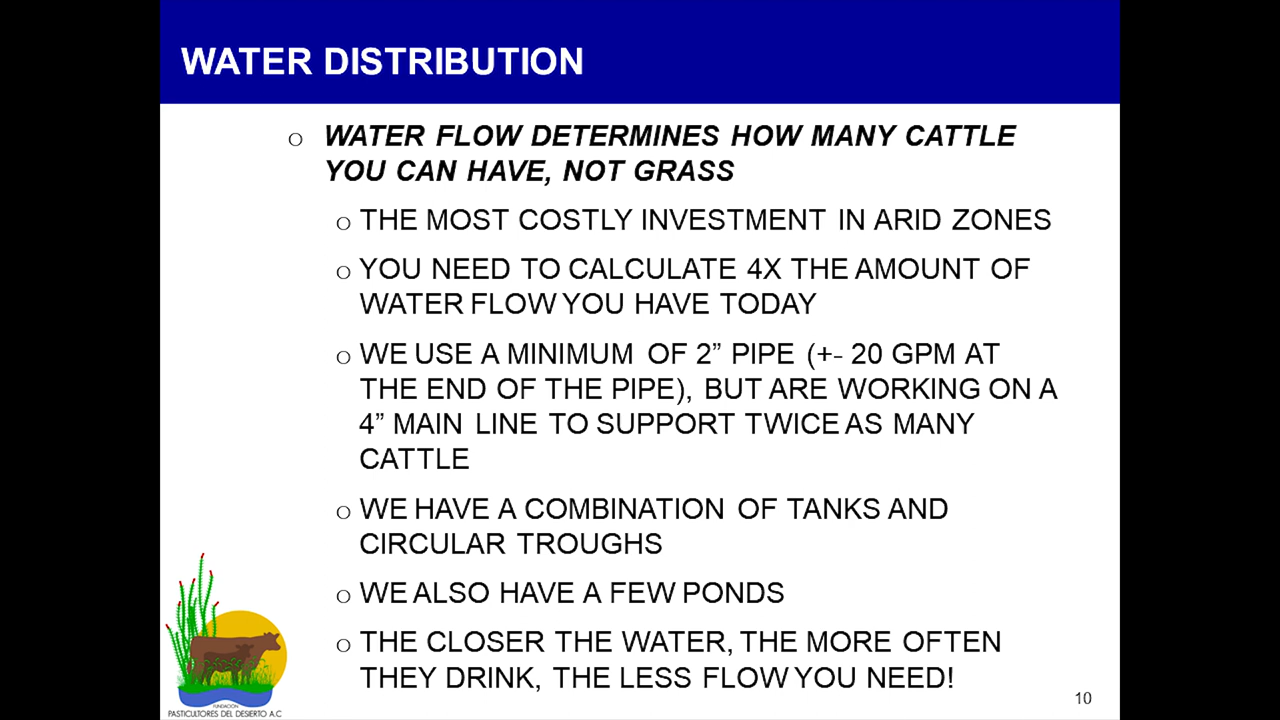 WATER DISTRIBUTION
o WATER FLOW DETERMINES HOW MANY CATTLE
YOU CAN HAVE, NOT GRASS
o THE MOST COSTLY INVESTMENT IN ARID ZONES
o YOU NEED TO CALCULATE 4X THE AMOUNT OF
WATER FLOW YOU HAVE TODAY
o WE USE A MINIMUM OF 2” PIPE (+- 20 GPM AT
THE END OF THE PIPE), BUT ARE WORKING ON A
4” MAIN LINE TO SUPPORT TWICE AS MANY
CATTLE
o WE HAVE A COMBINATION OF TANKS AND
CIRCULAR TROUGHS
o WE ALSO HAVE A FEW PONDS
o THE CLOSER THE WATER, THE MORE OFTEN
THEY DRINK, THE LESS FLOW YOU NEED!
10
FUNDACION
PASTICULTORES DEL DESIERTO A.C